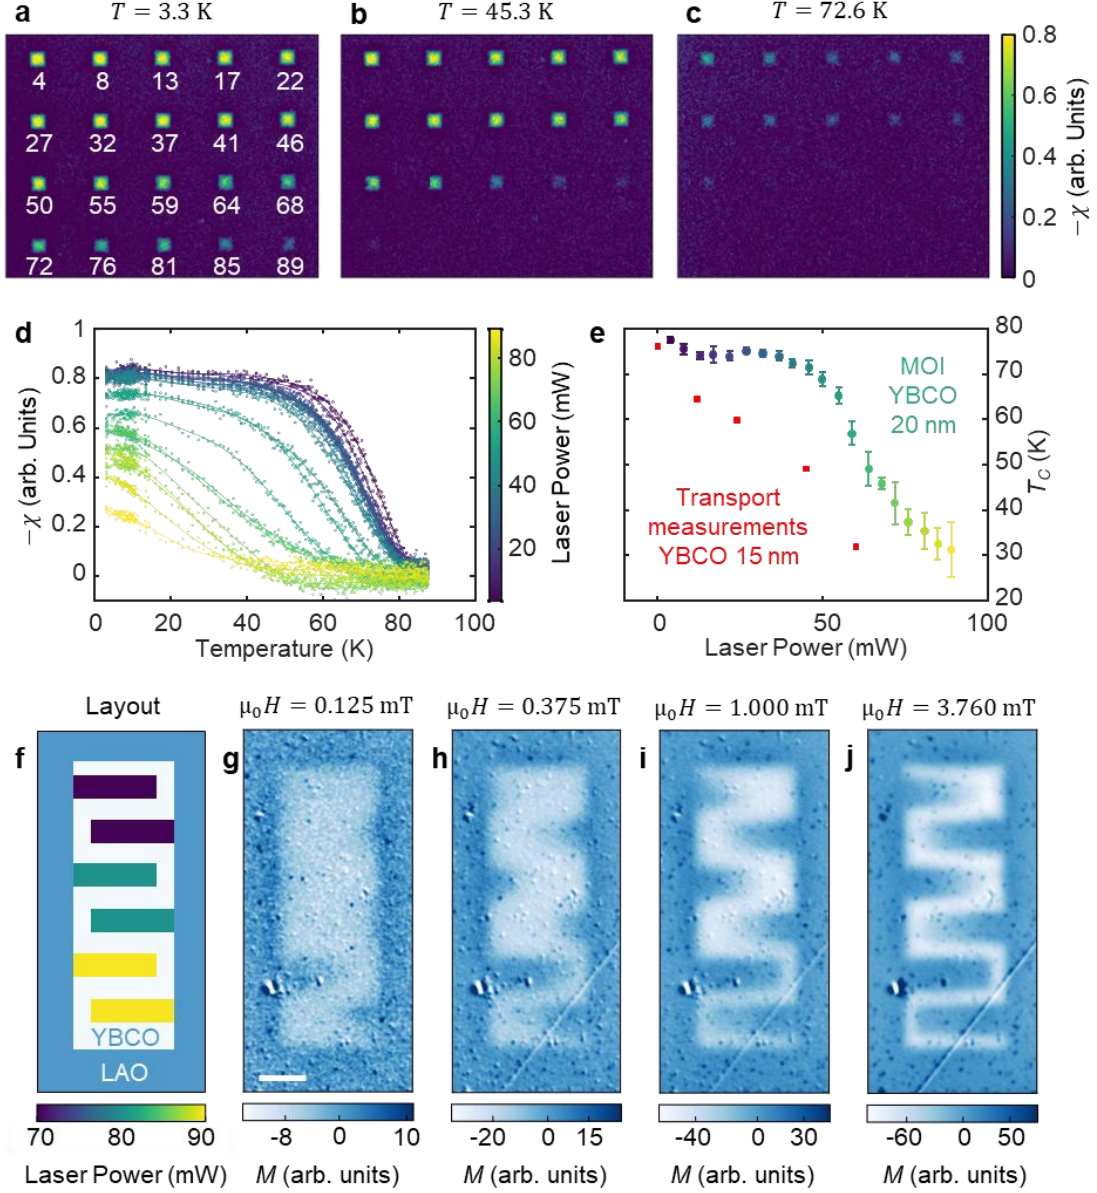 a T = 3.3 K
b T = 45.3 K
c T = 72.6 K
4 8 13 17 22
27 32 37 41 46
50 55 59 64 68
72 76 81 85 89
0.8
0.6
0.4
0.2
0
−χ (arb. Units)
d
1
0.8
0.6
0.4
0.2
0
−χ (arb. Units)
0 20 40 60 80 100
Temperature (K)
80
60
40
20
Laser Power (mW)
e
MOI
YBCO
20 nm
Transport
measurements
YBCO 15 nm
80
70
60
50
40
30
20
T_C (K)
0 50 100
Laser Power (mW)
Layout
f
YBCO
LAO
70 80 90
Laser Power (mW)
μ₀H = 0.125 mT
g
-8 0 10
M (arb. units)
μ₀H = 0.375 mT
h
-20 0 15
M (arb. units)
μ₀H = 1.000 mT
i
-40 0 30
M (arb. units)
μ₀H = 3.760 mT
j
-60 0 50
M (arb. units)